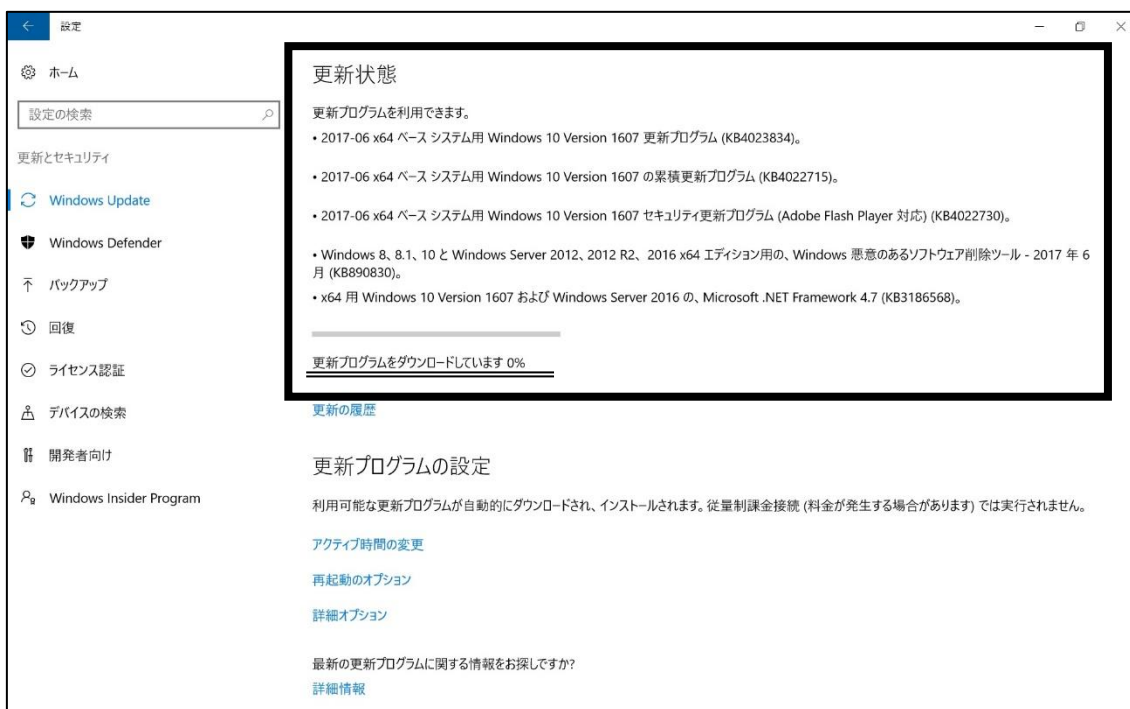 設定
ホーム
設定の検索
更新とセキュリティ
Windows Update
Windows Defender
バックアップ
回復
ライセンス認証
デバイスの検索
開発者向け
Windows Insider Program
更新状態
更新プログラムを利用できます。
• 2017-06 x64 ベース システム用 Windows 10 Version 1607 更新プログラム (KB4023834)。
• 2017-06 x64 ベース システム用 Windows 10 Version 1607 の累積更新プログラム (KB4022715)。
• 2017-06 x64 ベース システム用 Windows 10 Version 1607 セキュリティ更新プログラム (Adobe Flash Player 対応) (KB4022730)。
• Windows 8、8.1、10 と Windows Server 2012、2012 R2、2016 x64 エディション用の、Windows 悪意のあるソフトウェア削除ツール - 2017 年 6
月 (KB890830)。
• x64 用 Windows 10 Version 1607 および Windows Server 2016 の、Microsoft .NET Framework 4.7 (KB3186568)。
更新プログラムをダウンロードしています 0%
更新の履歴
更新プログラムの設定
利用可能な更新プログラムが自動的にダウンロードされ、インストールされます。従量制課金接続 (料金が発生する場合があります) では実行されません。
アクティブ時間の変更
再起動のオプション
詳細オプション
最新の更新プログラムに関する情報をお探しですか?
詳細情報